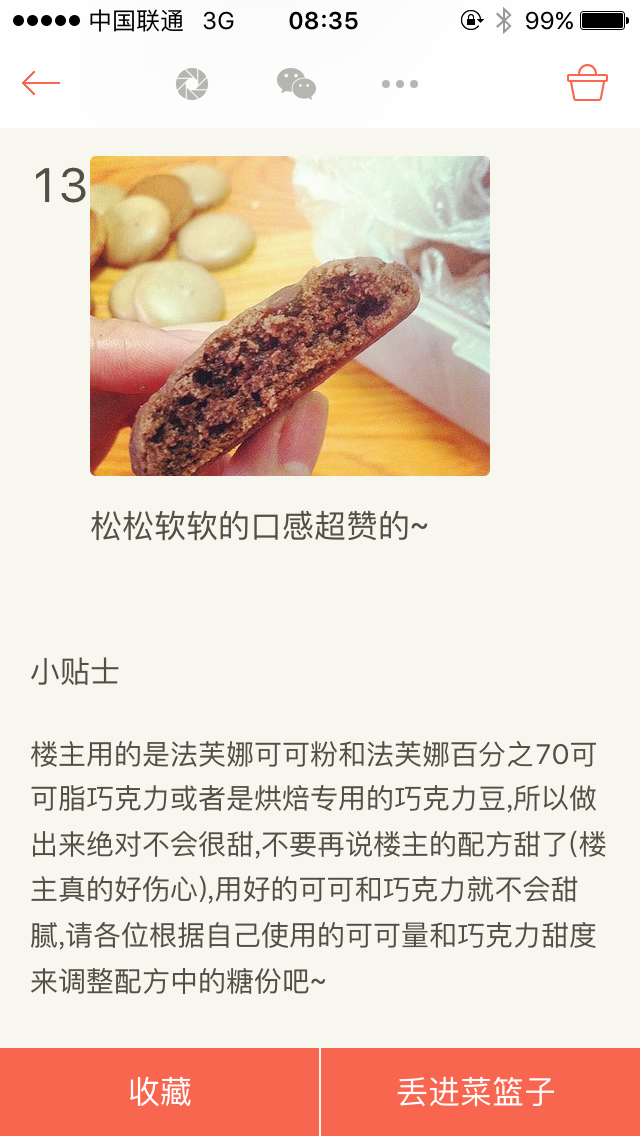 中国联通 3G 08:35 99%
13
松松软软的口感超赞的~
小贴士
楼主用的是法芙娜可可粉和法芙娜百分之70可
可脂巧克力或者是烘焙专用的巧克力豆,所以做
出来绝对不会很甜,不要再说楼主的配方甜了(楼
主真的好伤心),用好的可可和巧克力就不会甜
腻,请各位根据自己使用的可可量和巧克力甜度
来调整配方中的糖份吧~
收藏 丢进菜篮子